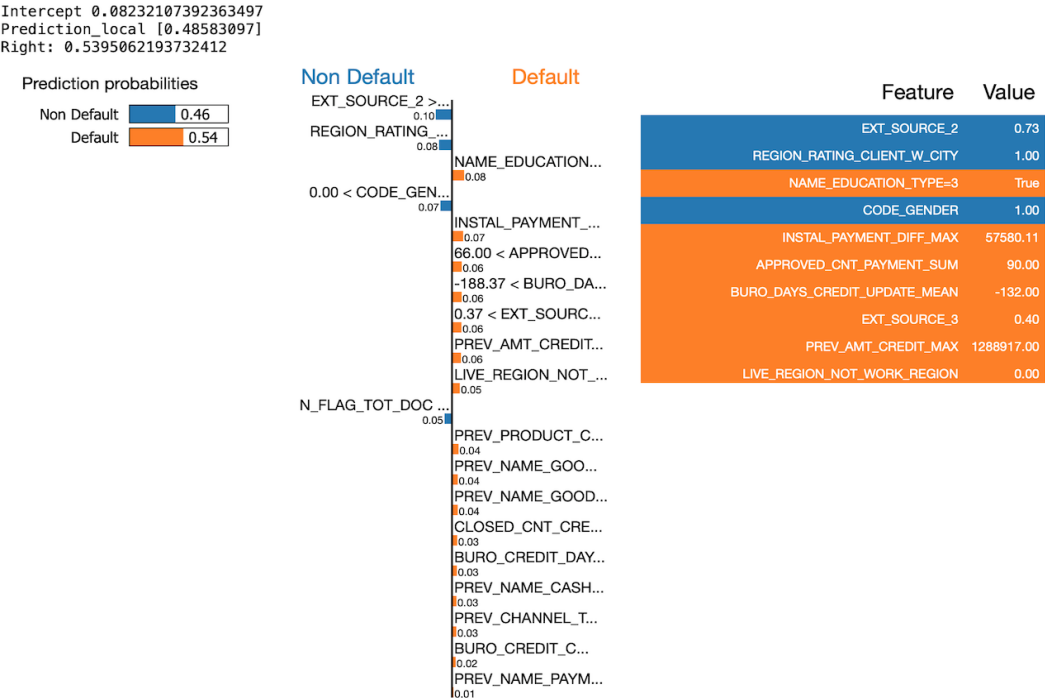 Intercept 0.08232107392363497
Prediction_local [0.48583097]
Right: 0.5395062193732412
Prediction probabilities
Non Default 0.46
Default 0.54
Non Default Default
EXT_SOURCE_2 >...
0.10
REGION_RATING_...
0.08
NAME_EDUCATION...
0.08
0.00 < CODE_GEN...
0.07
INSTAL_PAYMENT_...
0.07
66.00 < APPROVED...
0.06
-188.37 < BURO_DA...
0.06
0.37 < EXT_SOURC...
0.06
PREV_AMT_CREDIT...
0.06
LIVE_REGION_NOT_...
0.05
N_FLAG_TOT_DOC ...
0.05
PREV_PRODUCT_C...
0.04
PREV_NAME_GOO...
0.04
PREV_NAME_GOOD...
0.04
CLOSED_CNT_CRE...
0.03
BURO_CREDIT_DAY...
0.03
PREV_NAME_CASH...
0.03
PREV_CHANNEL_T...
0.03
BURO_CREDIT_C...
0.02
PREV_NAME_PAYM...
0.01
Feature Value
EXT_SOURCE_2 0.73
REGION_RATING_CLIENT_W_CITY 1.00
NAME_EDUCATION_TYPE=3 True
CODE_GENDER 1.00
INSTAL_PAYMENT_DIFF_MAX 57580.11
APPROVED_CNT_PAYMENT_SUM 90.00
BURO_DAYS_CREDIT_UPDATE_MEAN -132.00
EXT_SOURCE_3 0.40
PREV_AMT_CREDIT_MAX 1288917.00
LIVE_REGION_NOT_WORK_REGION 0.00